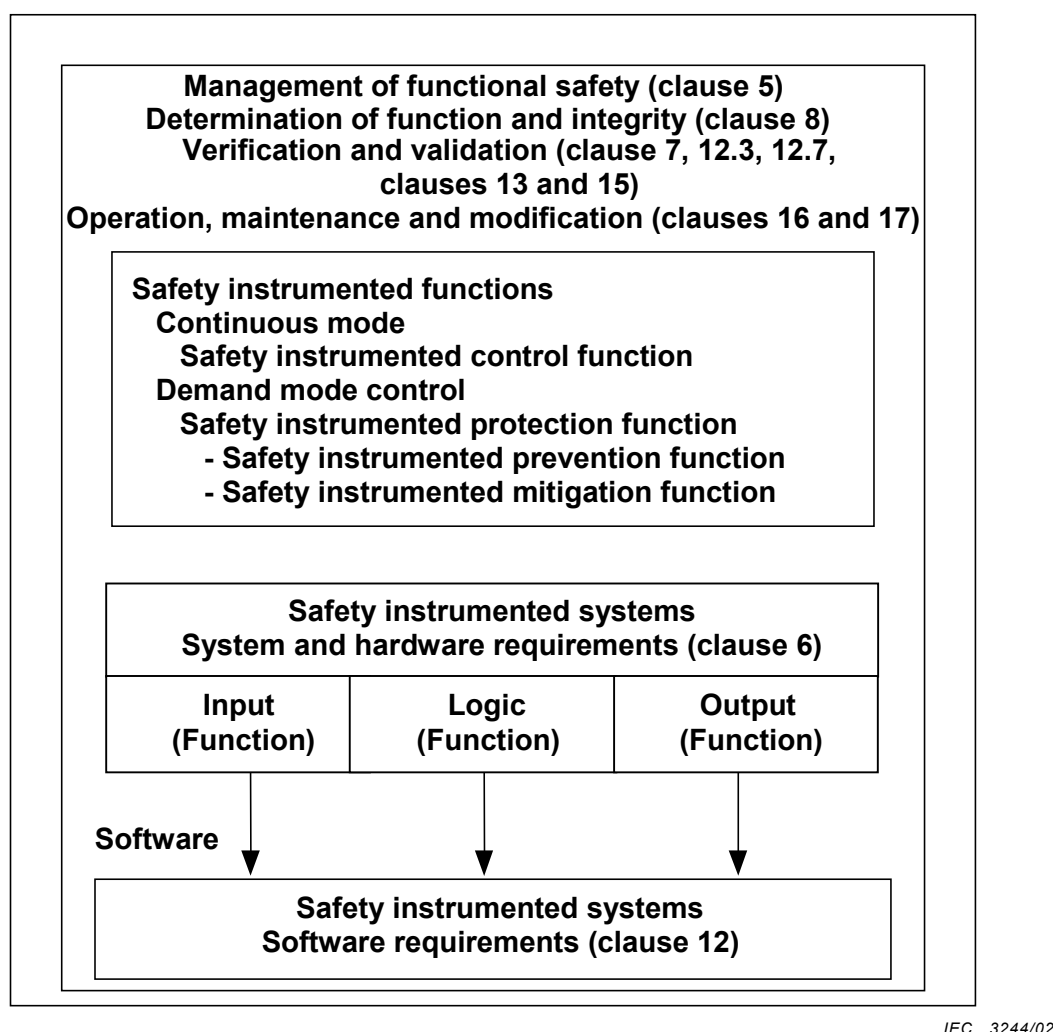 Management of functional safety (clause 5)
Determination of function and integrity (clause 8)
Verification and validation (clause 7, 12.3, 12.7,
clauses 13 and 15)
Operation, maintenance and modification (clauses 16 and 17)
Safety instrumented functions
Continuous mode
Safety instrumented control function
Demand mode control
Safety instrumented protection function
- Safety instrumented prevention function
- Safety instrumented mitigation function
Safety instrumented systems
System and hardware requirements (clause 6)
Input
(Function)
Logic
(Function)
Output
(Function)
Software
Safety instrumented systems
Software requirements (clause 12)
IEC 3244/02